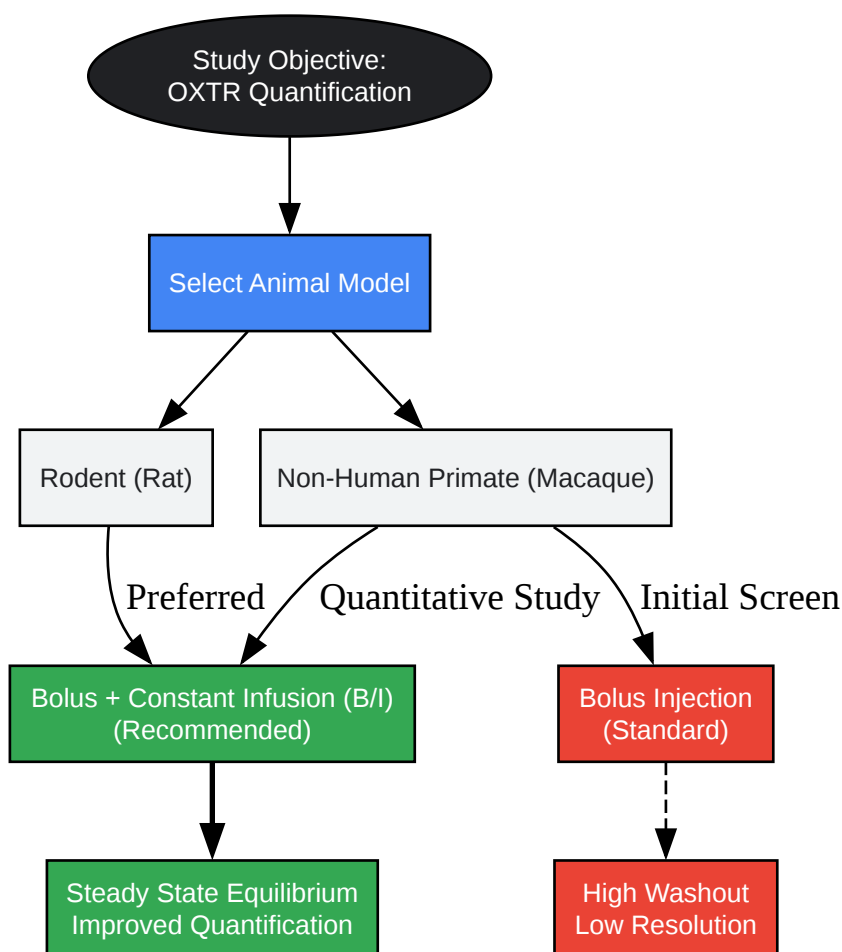 Study Objective:
OXTR Quantification
Select Animal Model
Rodent (Rat)
Non-Human Primate (Macaque)
Preferred
Quantitative Study
Initial Screen
Bolus + Constant Infusion (B/I)
(Recommended)
Bolus Injection
(Standard)
Steady State Equilibrium
Improved Quantification
High Washout
Low Resolution